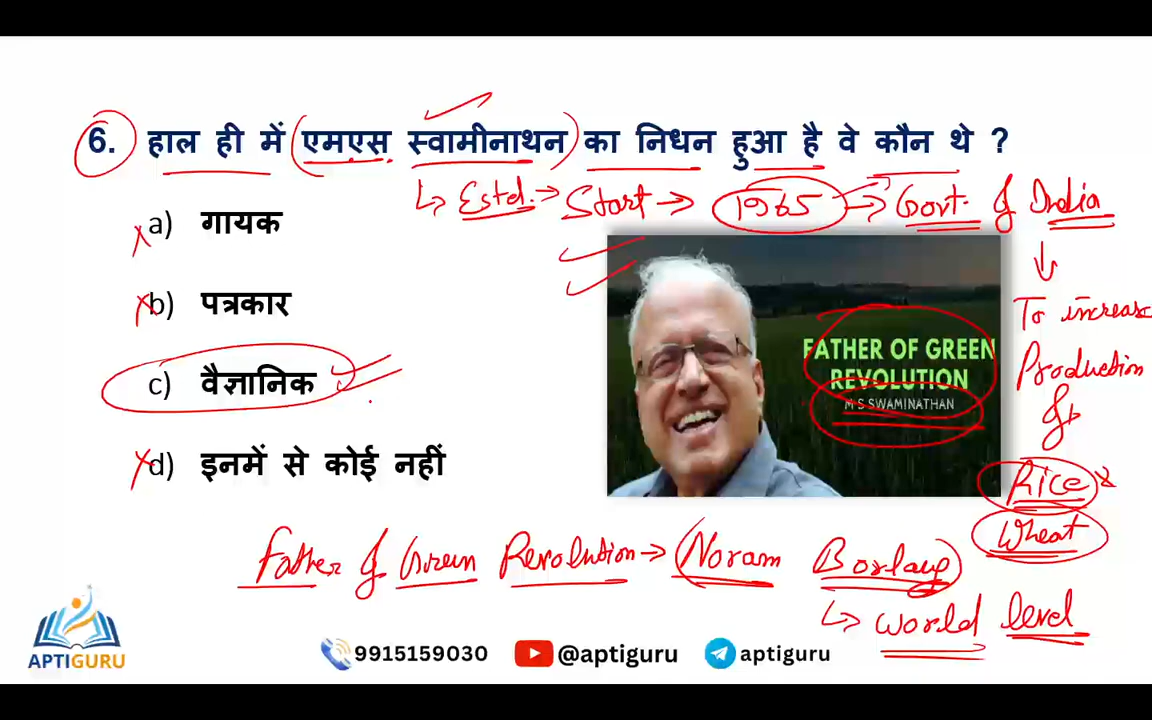 6. हाल ही में (एमएस स्वामीनाथन) का निधन हुआ है वे कौन थे ?
↳ Estd. → Start → 1965 → Govt. of India
a) गायक
b) पत्रकार
c) वैज्ञानिक
d) इनमें से कोई नहीं
FATHER OF GREEN
REVOLUTION
M S SWAMINATHAN
↓
To increase
Production
of
Rice &
Wheat
Father of Green Revolution → (Noram Borlaug)
↳ world level
APTIGURU
9915159030
@aptiguru
aptiguru